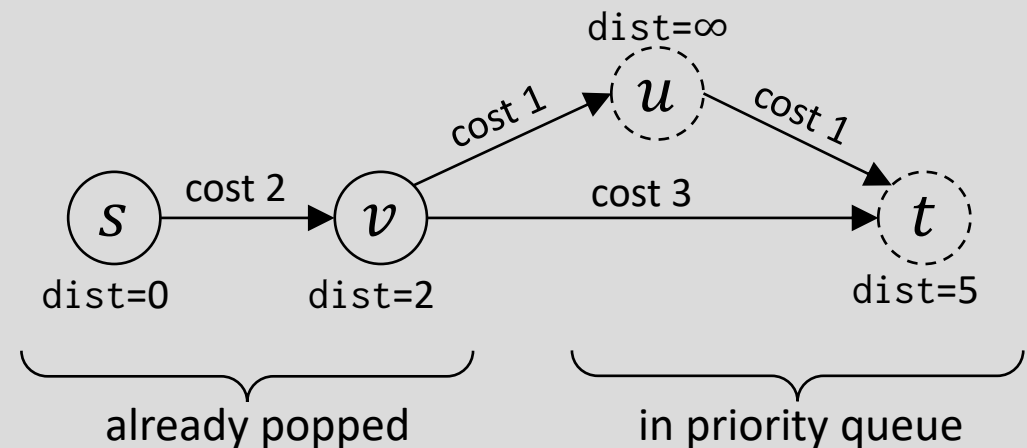 dist=∞
u
cost 1
cost 1
cost 2
cost 3
s
v
t
dist=0
dist=2
dist=5
already popped
in priority queue